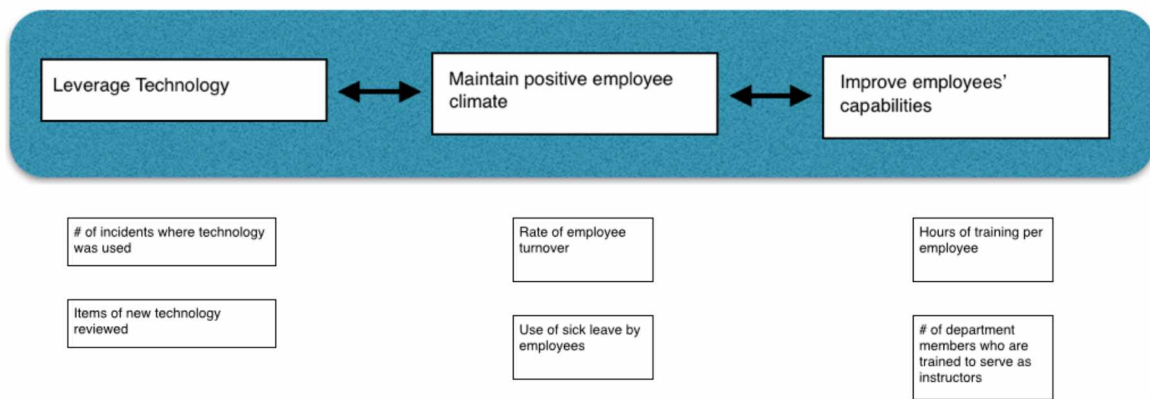 Leverage Technology
Maintain positive employee
climate
Improve employees'
capabilities
# of incidents where technology
was used
Items of new technology
reviewed
Rate of employee
turnover
Use of sick leave by
employees
Hours of training per
employee
# of department
members who are
trained to serve as
instructors